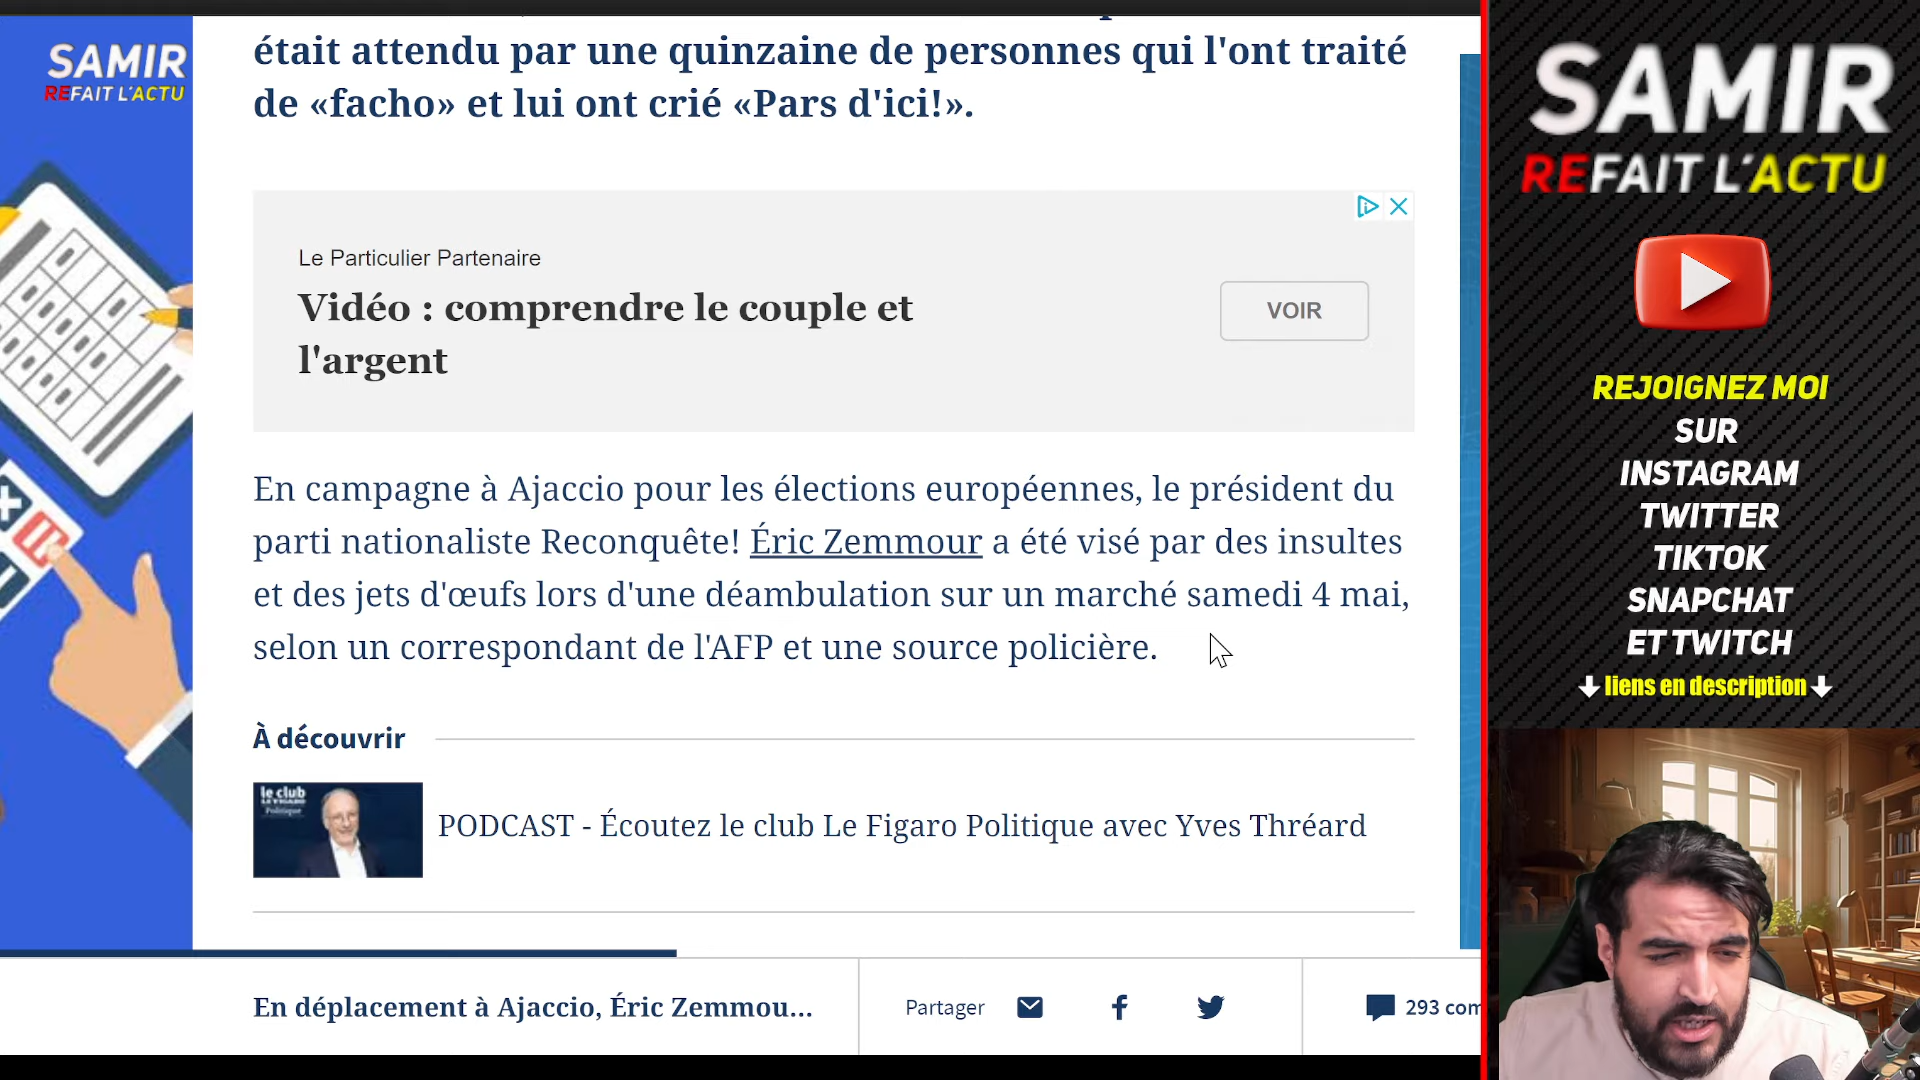 SAMIR
REFAIT L'ACTU
était attendu par une quinzaine de personnes qui l'ont traité
de «facho» et lui ont crié «Pars d'ici!».
Le Particulier Partenaire
Vidéo : comprendre le couple et
l'argent
VOIR
En campagne à Ajaccio pour les élections européennes, le président du
parti nationaliste Reconquête! Éric Zemmour a été visé par des insultes
et des jets d'œufs lors d'une déambulation sur un marché samedi 4 mai,
selon un correspondant de l'AFP et une source policière.
À découvrir
le club
LE FIGARO
Politique
PODCAST - Écoutez le club Le Figaro Politique avec Yves Thréard
En déplacement à Ajaccio, Éric Zemmou...
Partager
293 com
SAMIR
REFAIT L'ACTU
REJOIGNEZ MOI
SUR
INSTAGRAM
TWITTER
TIKTOK
SNAPCHAT
ET TWITCH
liens en description